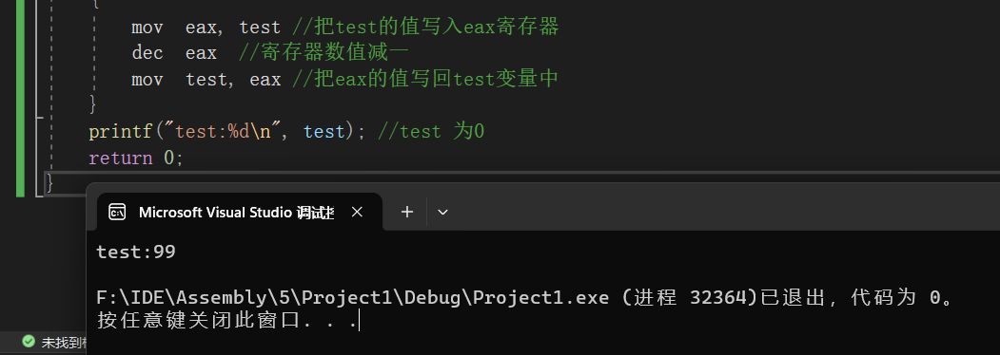 {
mov eax, test //把test的值写入eax寄存器
dec eax //寄存器数值减一
mov test, eax //把eax的值写回test变量中
}
printf("test:%d\n", test); //test 为0
return 0;
}
Microsoft Visual Studio 调试
test:99
F:\IDE\Assembly\5\Project1\Debug\Project1.exe (进程 32364)已退出，代码为 0。
按任意键关闭此窗口. . .
未找到